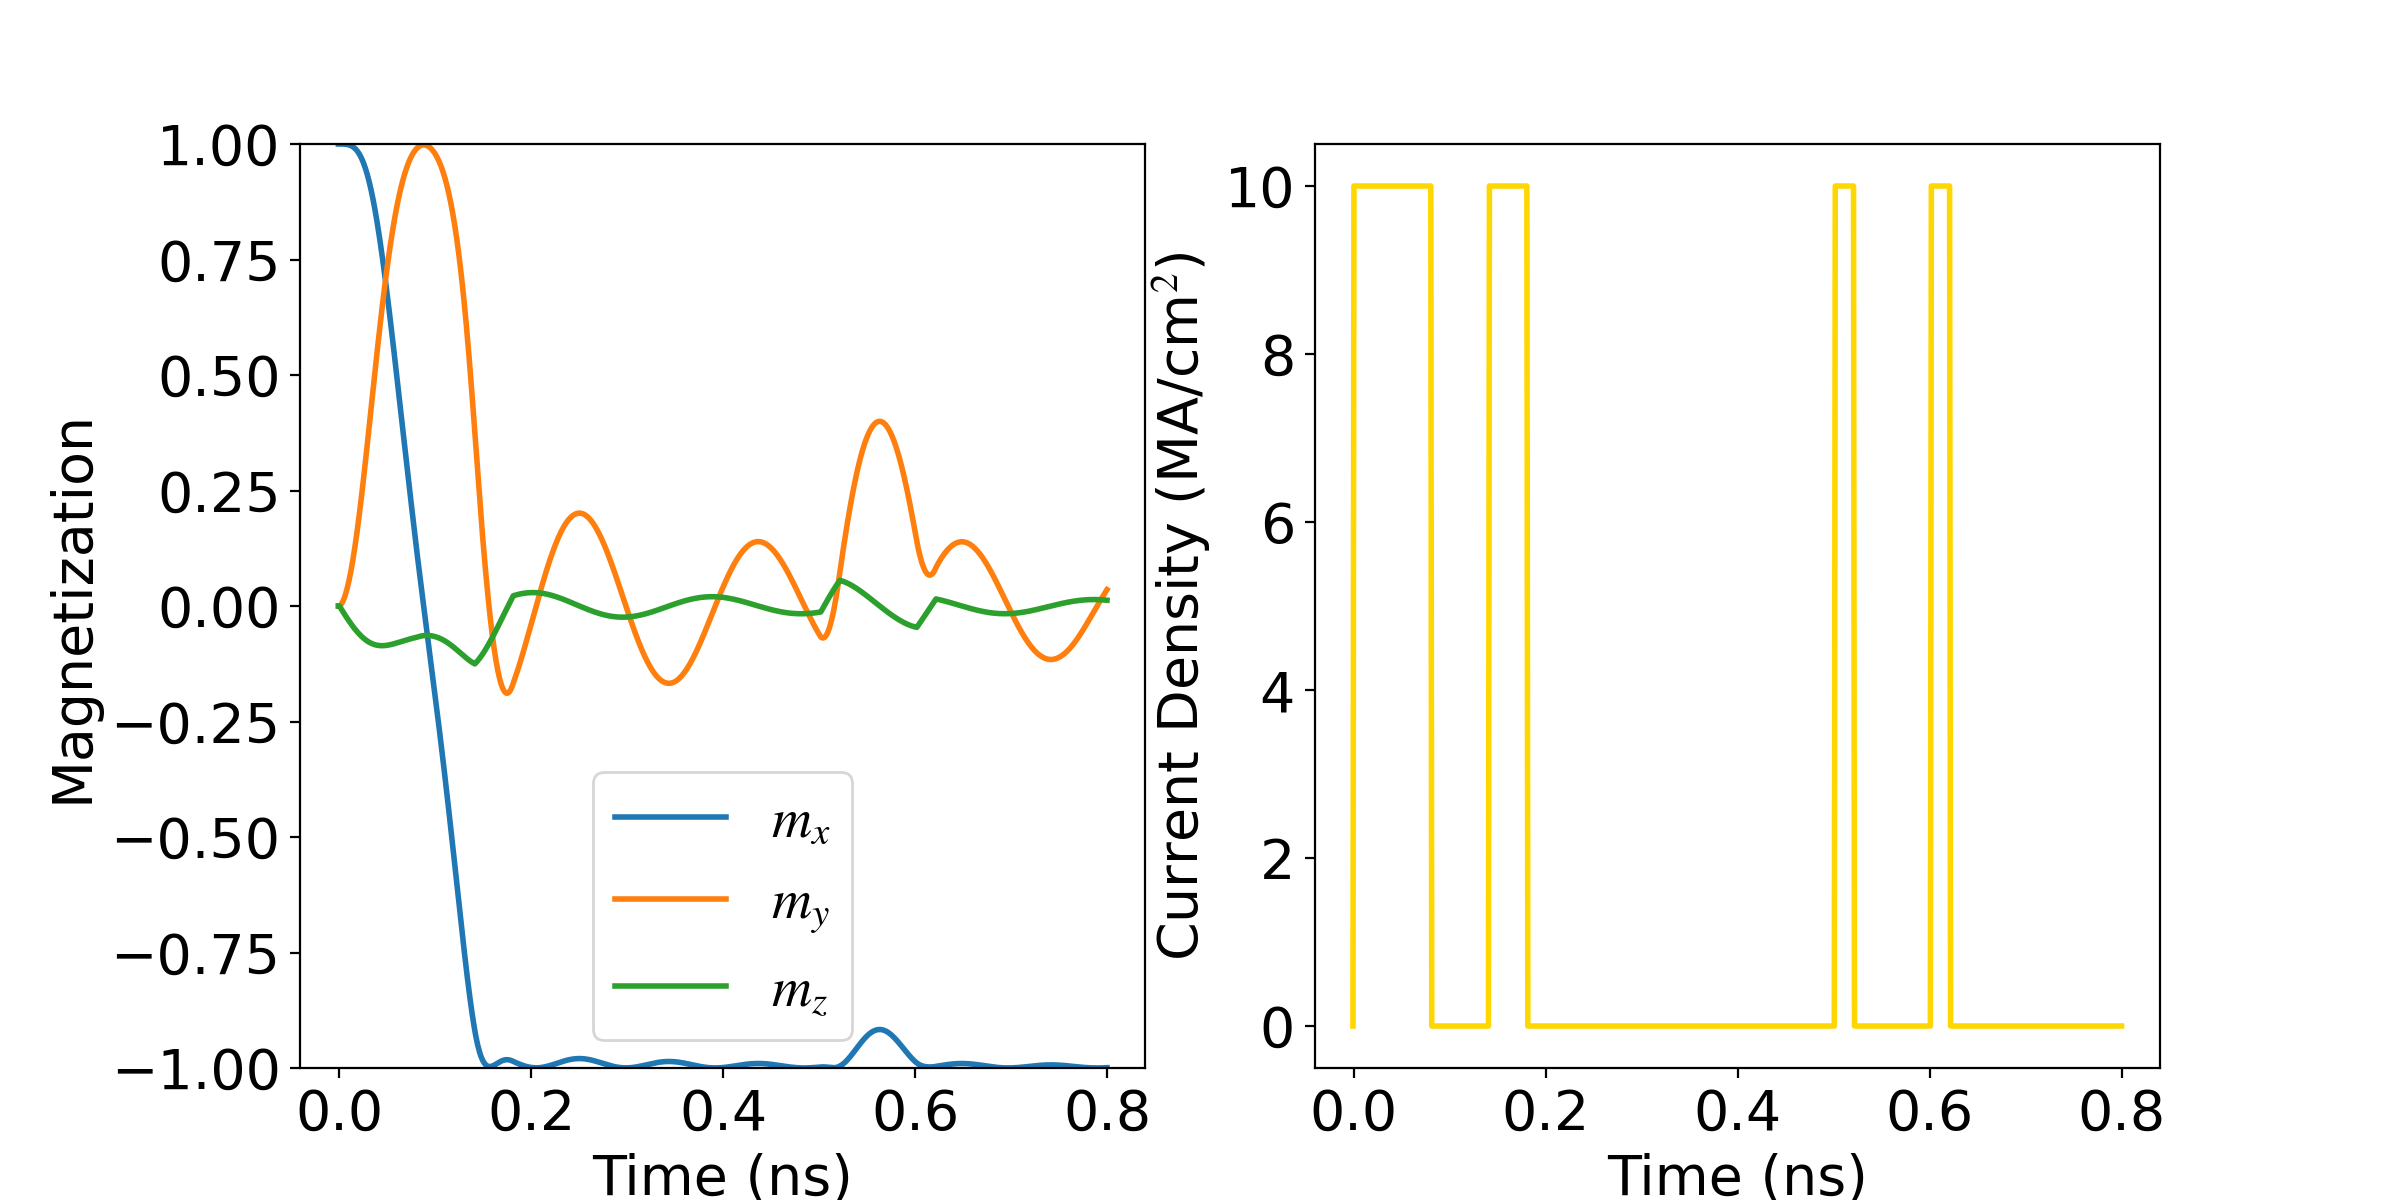 1.00
0.75
0.50
0.25
0.00
−0.25
−0.50
−0.75
−1.00
Magnetization
0.0 0.2 0.4 0.6 0.8
Time (ns)
m_x
m_y
m_z
10
8
6
4
2
0
Current Density (MA/cm²)
0.0 0.2 0.4 0.6 0.8
Time (ns)